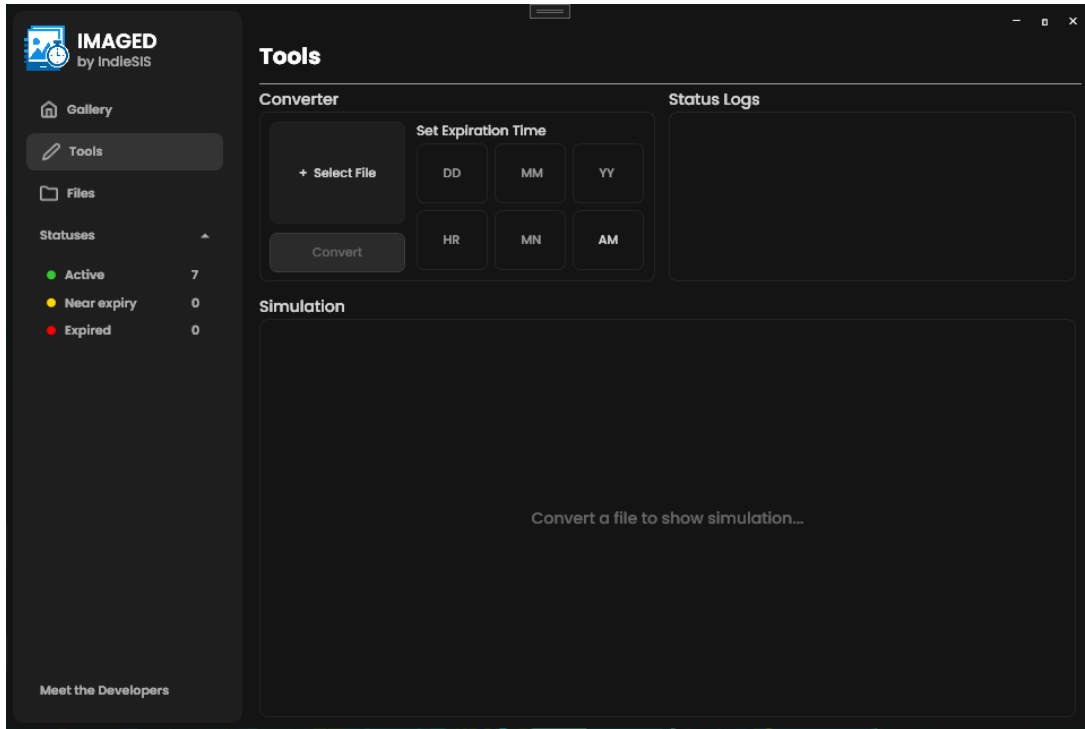 IMAGED
by IndieSIS
Gallery
Tools
Files
Statuses
Active 7
Near expiry 0
Expired 0
Meet the Developers
Tools
Converter
+ Select File
Convert
Set Expiration Time
DD MM YY
HR MN AM
Status Logs
Simulation
Convert a file to show simulation...